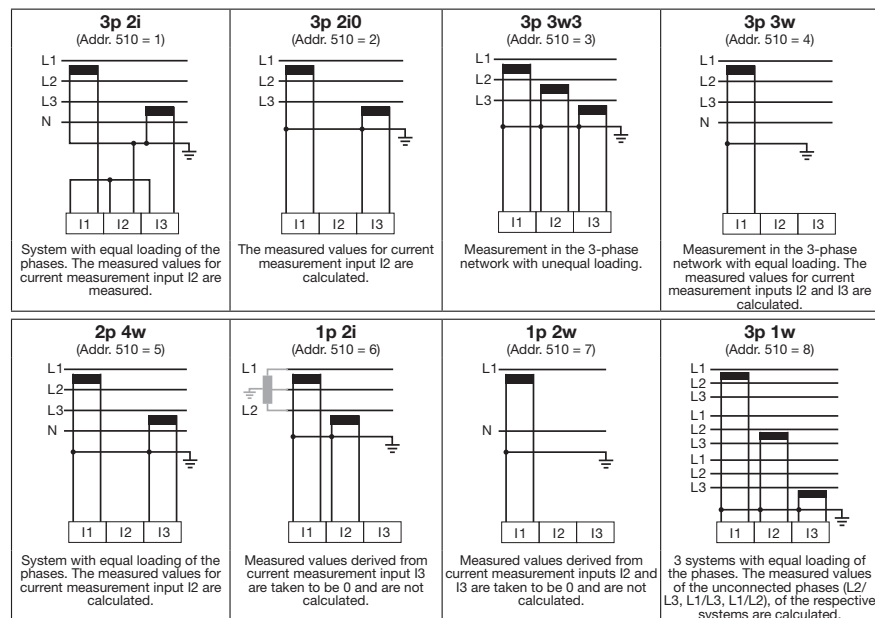 3p 2i
(Addr. 510 = 1)
L1
L2
L3
N
I1 I2 I3
System with equal loading of the
phases. The measured values for
current measurement input I2 are
measured.
3p 2i0
(Addr. 510 = 2)
L1
L2
L3
I1 I2 I3
The measured values for current
measurement input I2 are
calculated.
3p 3w3
(Addr. 510 = 3)
L1
L2
L3
I1 I2 I3
Measurement in the 3-phase
network with unequal loading.
3p 3w
(Addr. 510 = 4)
L1
L2
L3
N
I1 I2 I3
Measurement in the 3-phase
network with equal loading. The
measured values for current
measurement inputs I2 and I3 are
calculated.
2p 4w
(Addr. 510 = 5)
L1
L2
L3
N
I1 I2 I3
System with equal loading of the
phases. The measured values for
current measurement input I2 are
calculated.
1p 2i
(Addr. 510 = 6)
L1
L2
I1 I2 I3
Measured values derived from
current measurement input I3
are taken to be 0 and are not
calculated.
1p 2w
(Addr. 510 = 7)
L1
N
I1 I2 I3
Measured values derived from
current measurement inputs I2 and
I3 are taken to be 0 and are not
calculated.
3p 1w
(Addr. 510 = 8)
L1
L2
L3
L1
L2
L3
L1
L2
L3
I1 I2 I3
3 systems with equal loading of
the phases. The measured values
of the unconnected phases (L2/
L3, L1/L3, L1/L2), of the respective
systems are calculated.